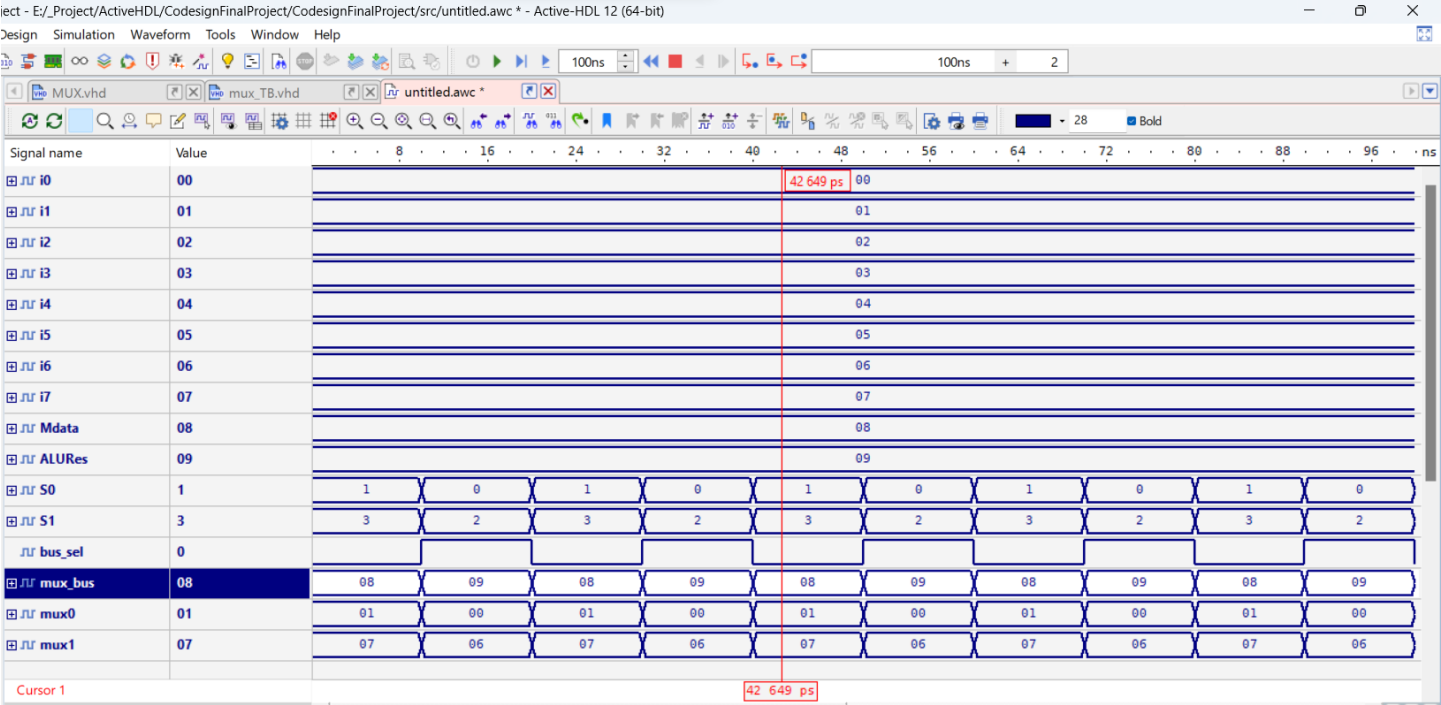 ject - E:/_Project/ActiveHDL/CodesignFinalProject/CodesignFinalProject/src/untitled.awc * - Active-HDL 12 (64-bit)
Design Simulation Waveform Tools Window Help
100ns 100ns + 2
MUX.vhd mux_TB.vhd untitled.awc *
28 Bold
Signal name Value 8 16 24 32 40 48 56 64 72 80 88 96 ns
i0 00 42 649 ps 00
i1 01 01
i2 02 02
i3 03 03
i4 04 04
i5 05 05
i6 06 06
i7 07 07
Mdata 08 08
ALURes 09 09
S0 1 1 0 1 0 1 0 1 0 1 0
S1 3 3 2 3 2 3 2 3 2 3 2
bus_sel 0
mux_bus 08 08 09 08 09 08 09 08 09 08 09
mux0 01 01 00 01 00 01 00 01 00 01 00
mux1 07 07 06 07 06 07 06 07 06 07 06
Cursor 1 42 649 ps